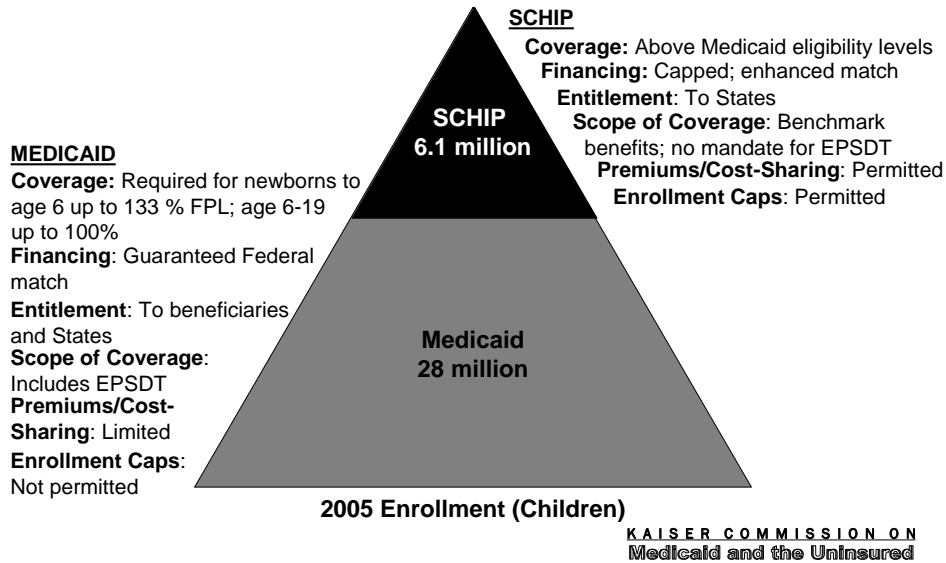 SCHIP
Coverage: Above Medicaid eligibility levels
Financing: Capped; enhanced match
Entitlement: To States
Scope of Coverage: Benchmark
benefits; no mandate for EPSDT
Premiums/Cost-Sharing: Permitted
Enrollment Caps: Permitted
SCHIP
6.1 million
MEDICAID
Coverage: Required for newborns to
age 6 up to 133 % FPL; age 6-19
up to 100%
Financing: Guaranteed Federal
match
Entitlement: To beneficiaries
and States
Scope of Coverage:
Includes EPSDT
Premiums/Cost-
Sharing: Limited
Enrollment Caps:
Not permitted
Medicaid
28 million
2005 Enrollment (Children)
KAISER COMMISSION ON
Medicaid and the Uninsured